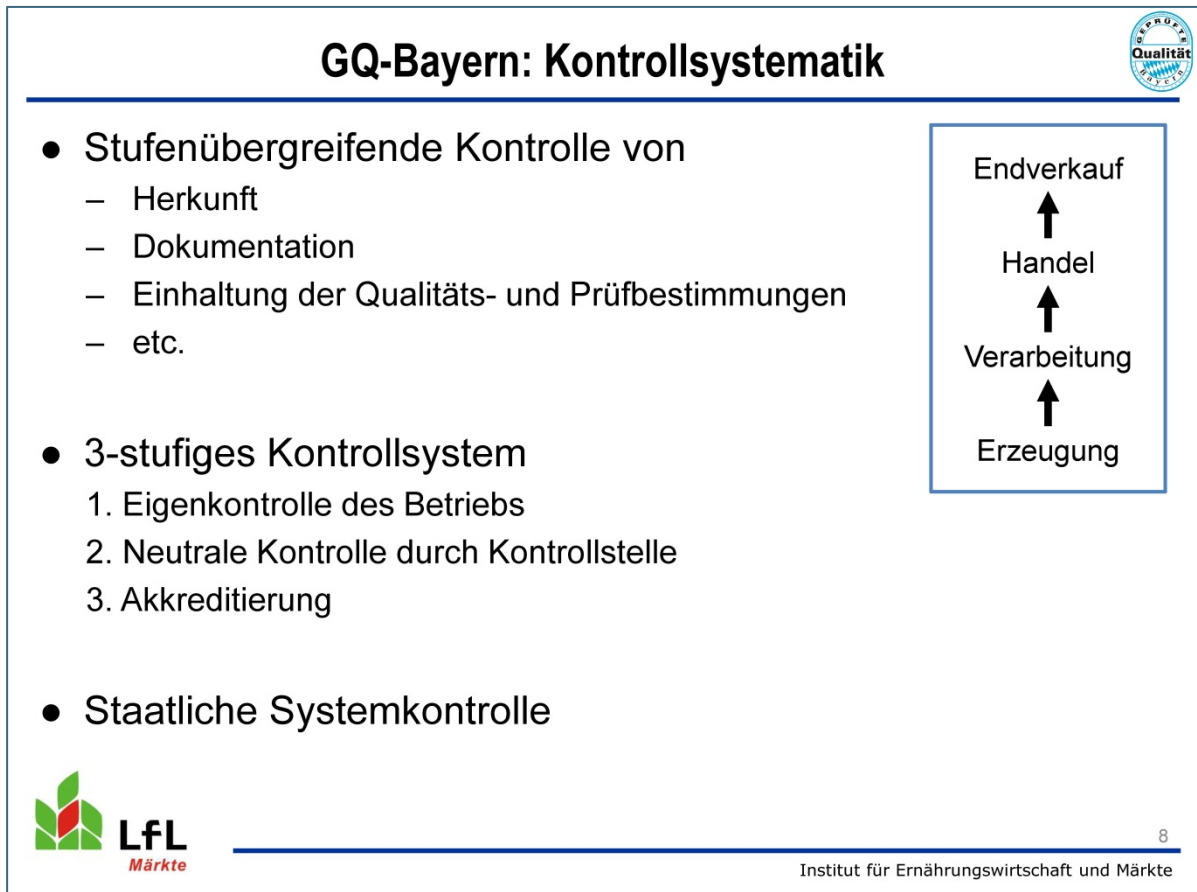 GQ-Bayern: Kontrollsystematik
GEPRÜFTE
Qualität
Bayern
● Stufenübergreifende Kontrolle von
– Herkunft
– Dokumentation
– Einhaltung der Qualitäts- und Prüfbestimmungen
– etc.
● 3-stufiges Kontrollsystem
1. Eigenkontrolle des Betriebs
2. Neutrale Kontrolle durch Kontrollstelle
3. Akkreditierung
● Staatliche Systemkontrolle
Endverkauf
Handel
Verarbeitung
Erzeugung
LfL
Märkte
8
Institut für Ernährungswirtschaft und Märkte